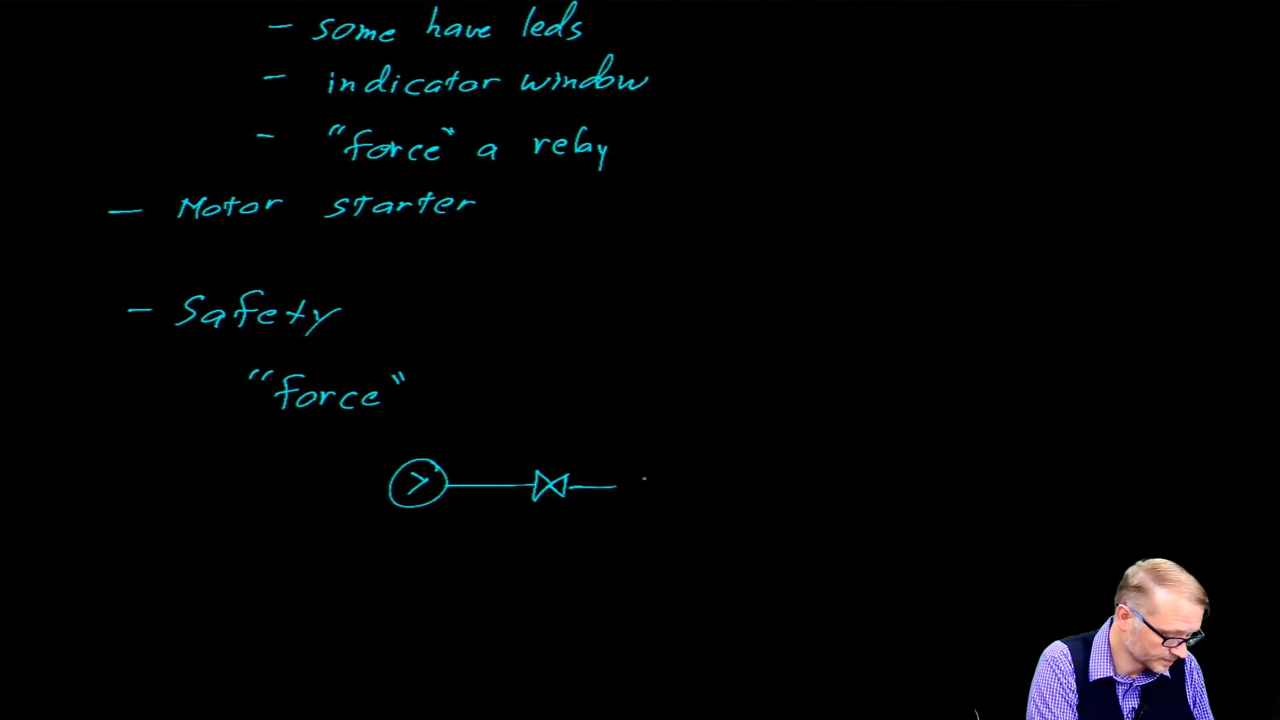 - some have leds
- indicator window
- "force" a relay
- Motor starter
- Safety
"force"